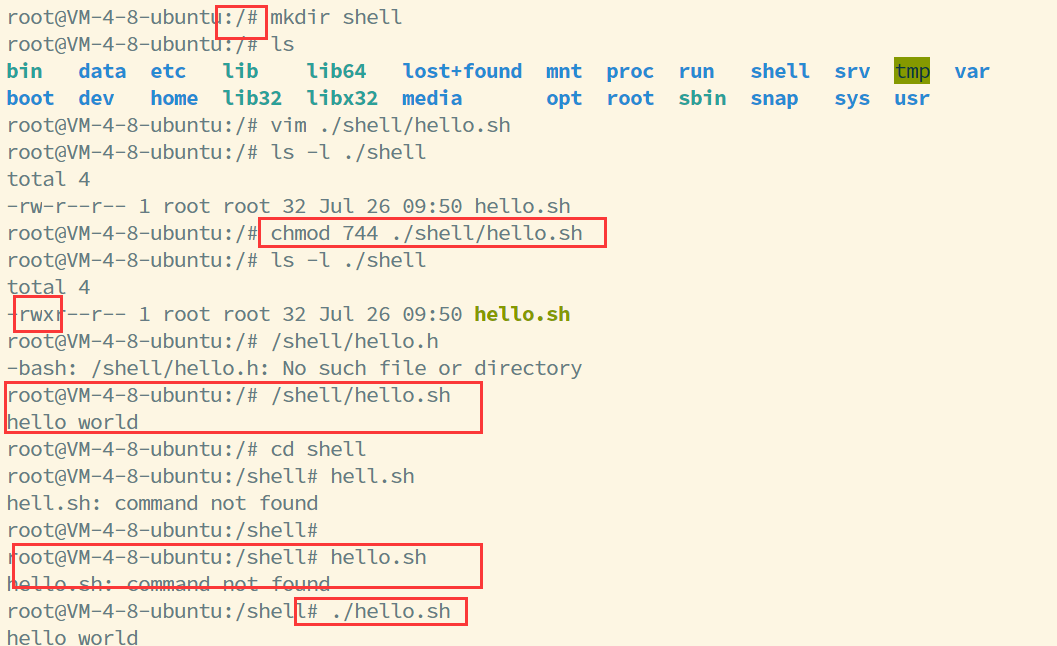 root@VM-4-8-ubuntu:/# mkdir shell
root@VM-4-8-ubuntu:/# ls
bin data etc lib lib64 lost+found mnt proc run shell srv tmp var
boot dev home lib32 libx32 media opt root sbin snap sys usr
root@VM-4-8-ubuntu:/# vim ./shell/hello.sh
root@VM-4-8-ubuntu:/# ls -l ./shell
total 4
-rw-r--r-- 1 root root 32 Jul 26 09:50 hello.sh
root@VM-4-8-ubuntu:/# chmod 744 ./shell/hello.sh
root@VM-4-8-ubuntu:/# ls -l ./shell
total 4
-rwxr--r-- 1 root root 32 Jul 26 09:50 hello.sh
root@VM-4-8-ubuntu:/# /shell/hello.h
-bash: /shell/hello.h: No such file or directory
root@VM-4-8-ubuntu:/# /shell/hello.sh
hello world
root@VM-4-8-ubuntu:/# cd shell
root@VM-4-8-ubuntu:/shell# hell.sh
hell.sh: command not found
root@VM-4-8-ubuntu:/shell#
root@VM-4-8-ubuntu:/shell# hello.sh
hello.sh: command not found
root@VM-4-8-ubuntu:/shell# ./hello.sh
hello world